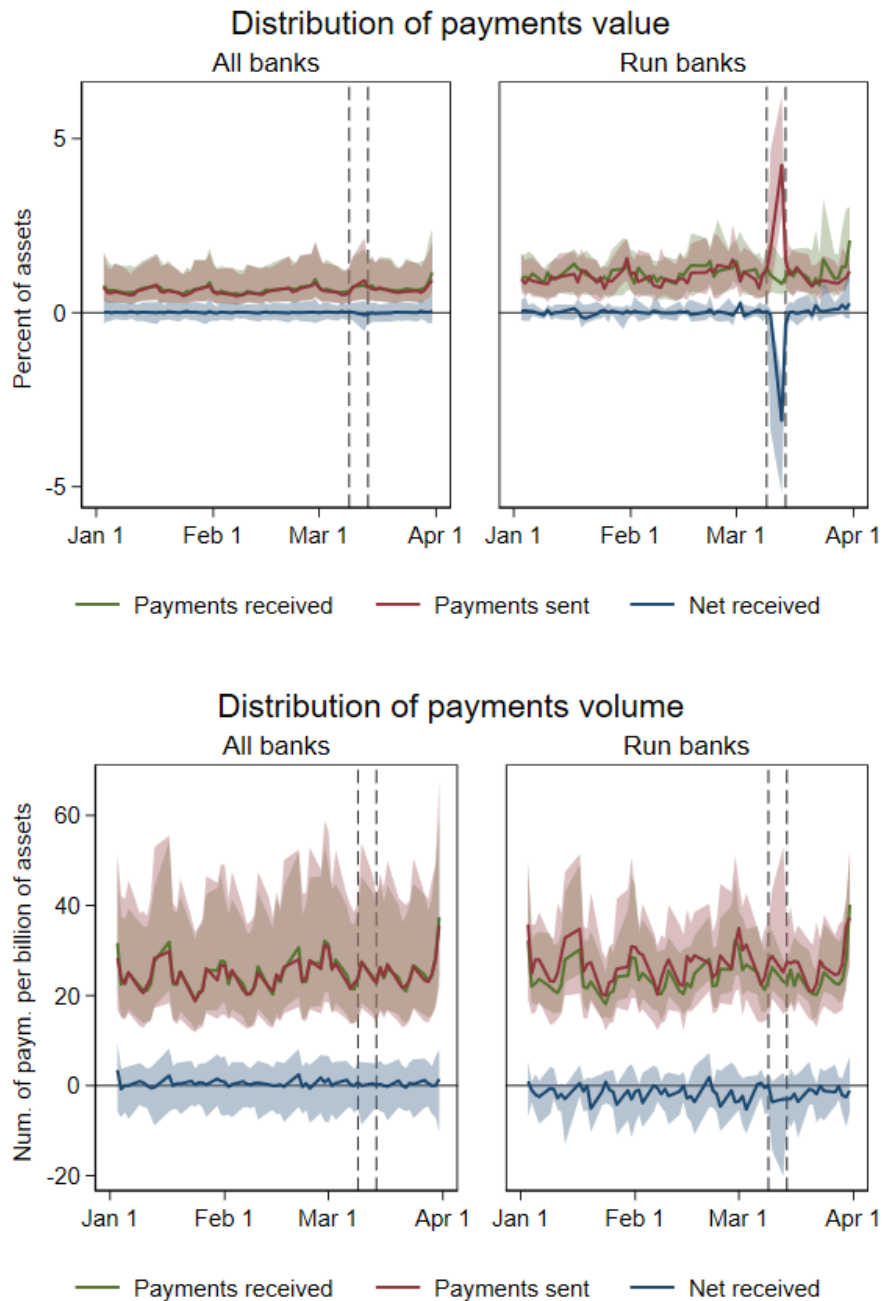 Distribution of payments value
All banks
Run banks
Percent of assets
5
0
-5
Jan 1 Feb 1 Mar 1 Apr 1
Jan 1 Feb 1 Mar 1 Apr 1
Payments received Payments sent Net received
Distribution of payments volume
All banks
Run banks
Num. of paym. per billion of assets
60
40
20
0
-20
Jan 1 Feb 1 Mar 1 Apr 1
Jan 1 Feb 1 Mar 1 Apr 1
Payments received Payments sent Net received